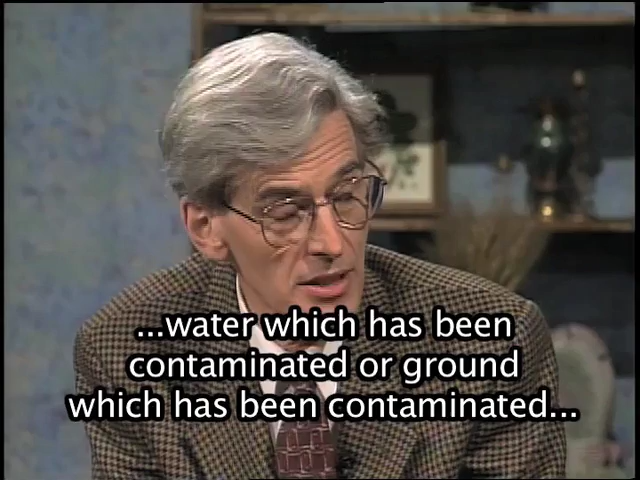 ...water which has been
contaminated or ground
which has been contaminated...